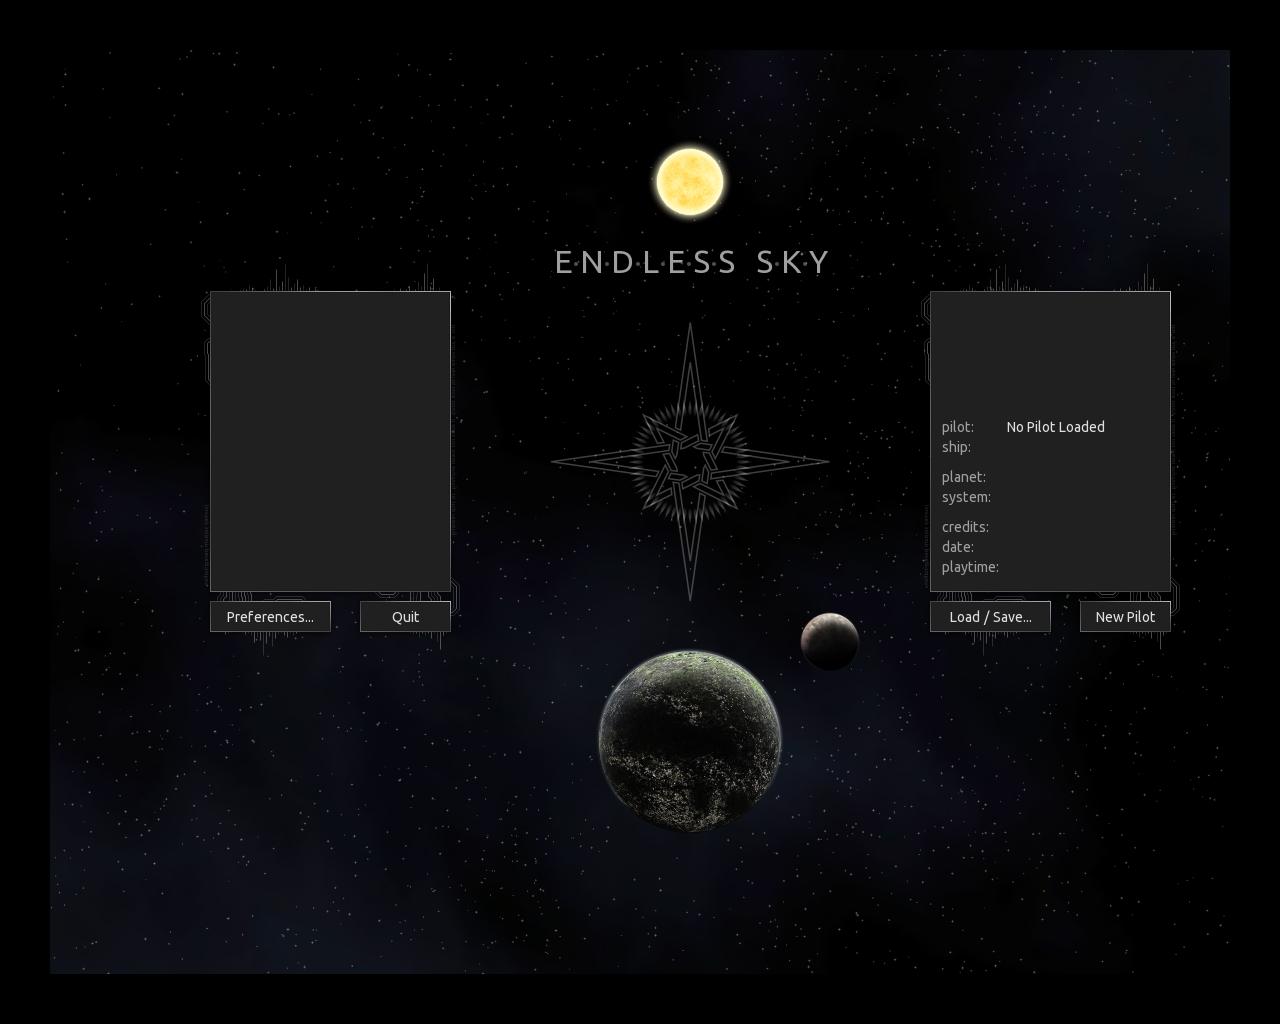 ENDLESS SKY
pilot: No Pilot Loaded
ship:
planet:
system:
credits:
date:
playtime:
Preferences...
Quit
Load / Save...
New Pilot